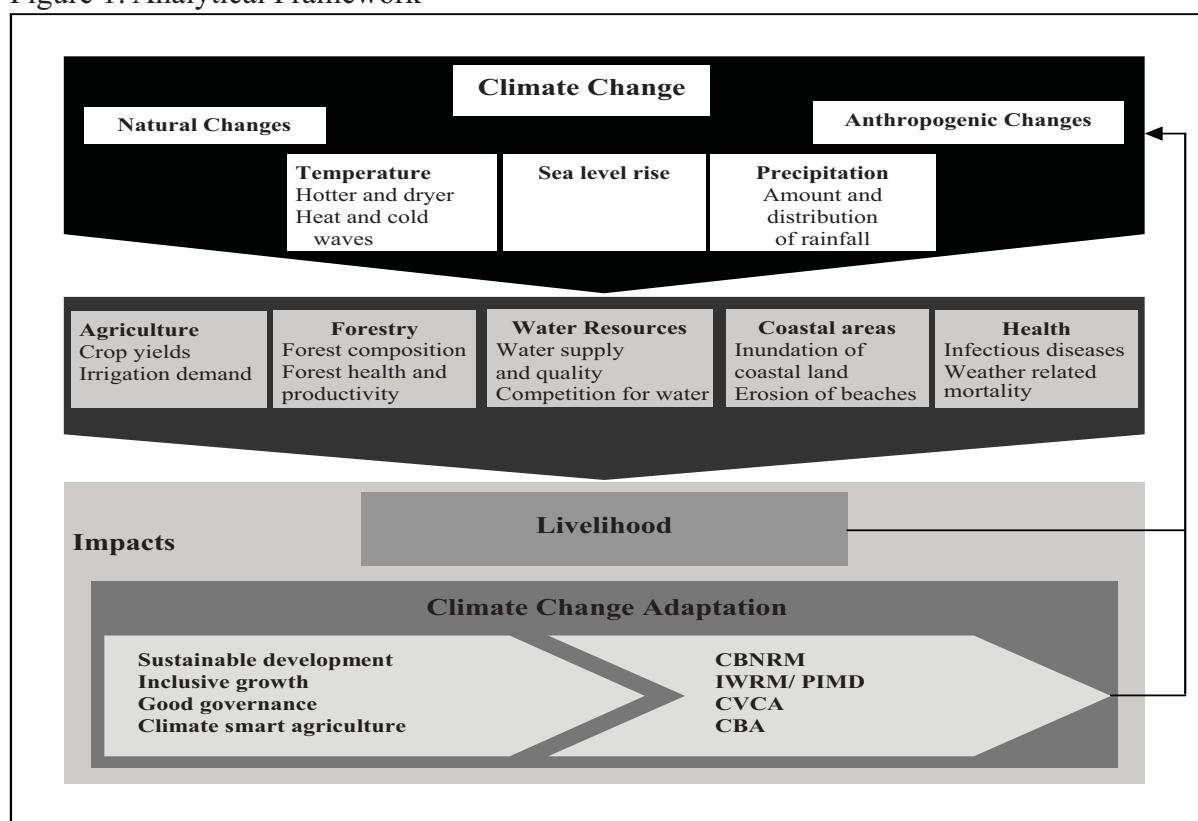 Figure 1: Analytical Framework
Climate Change
Natural Changes
Anthropogenic Changes
Temperature
Hotter and dryer
Heat and cold
waves
Sea level rise
Precipitation
Amount and
distribution
of rainfall
Agriculture
Crop yields
Irrigation demand
Forestry
Forest composition
Forest health and
productivity
Water Resources
Water supply
and quality
Competition for water
Coastal areas
Inundation of
coastal land
Erosion of beaches
Health
Infectious diseases
Weather related
mortality
Livelihood
Impacts
Climate Change Adaptation
Sustainable development
Inclusive growth
Good governance
Climate smart agriculture
CBNRM
IWRM/ PIMD
CVCA
CBA